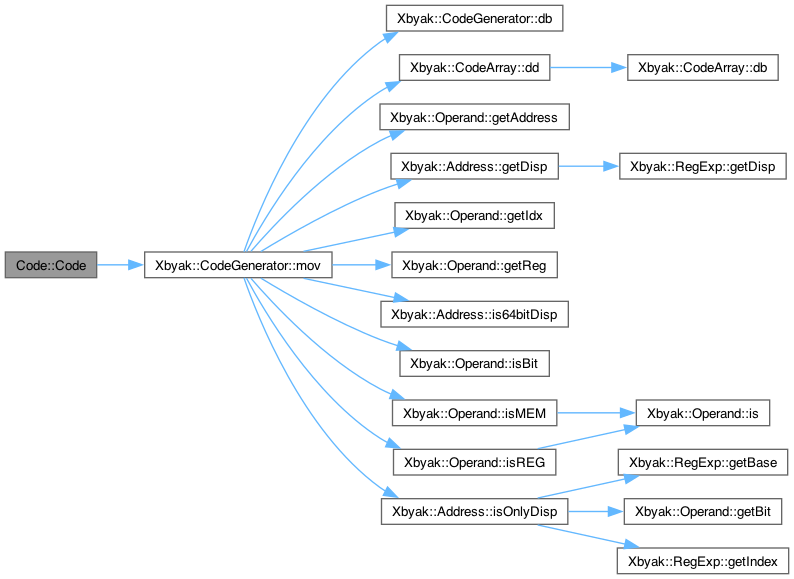 Xbyak::CodeGenerator::db
Xbyak::CodeArray::dd
Xbyak::CodeArray::db
Xbyak::Operand::getAddress
Xbyak::Address::getDisp
Xbyak::RegExp::getDisp
Xbyak::Operand::getIdx
Code::Code
Xbyak::CodeGenerator::mov
Xbyak::Operand::getReg
Xbyak::Address::is64bitDisp
Xbyak::Operand::isBit
Xbyak::Operand::isMEM
Xbyak::Operand::is
Xbyak::Operand::isREG
Xbyak::RegExp::getBase
Xbyak::Address::isOnlyDisp
Xbyak::Operand::getBit
Xbyak::RegExp::getIndex